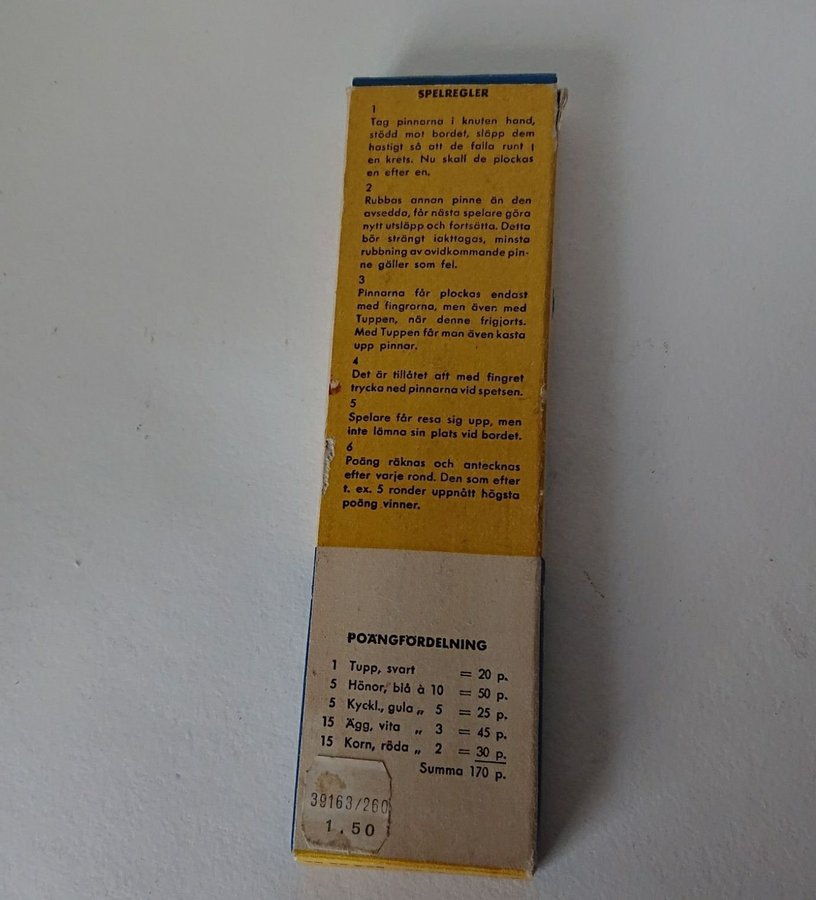 SPELREGLER
1
Tag pinnarna i knuten hand,
stödd mot bordet, släpp dem
hastigt så att de falla runt i
en krets. Nu skall de plockas
en efter en.
2
Rubbas annan pinne än den
avsedda, får nästa spelare göra
nytt utsläpp och fortsätta. Detta
bör strängt iakttagas, minsta
rubbning av ovidkommande pin-
ne gäller som fel.
3
Pinnarna får plockas endast
med fingrarna, men även med
Tuppen, när denne frigjorts.
Med Tuppen får man även kasta
upp pinnar.
4
Det är tillåtet att med fingret
trycka ned pinnarna vid spetsen.
5
Spelare får resa sig upp, men
inte lämna sin plats vid bordet.
6
Poäng räknas och antecknas
efter varje rond. Den som efter
t. ex. 5 ronder uppnått högsta
poäng vinner.
POÄNGFÖRDELNING
1 Tupp, svart = 20 p.
5 Hönor, blå à 10 = 50 p.
5 Kyckl., gula „ 5 = 25 p.
15 Ägg, vita „ 3 = 45 p.
15 Korn, röda „ 2 = 30 p.
Summa 170 p.
39163/260
1.50